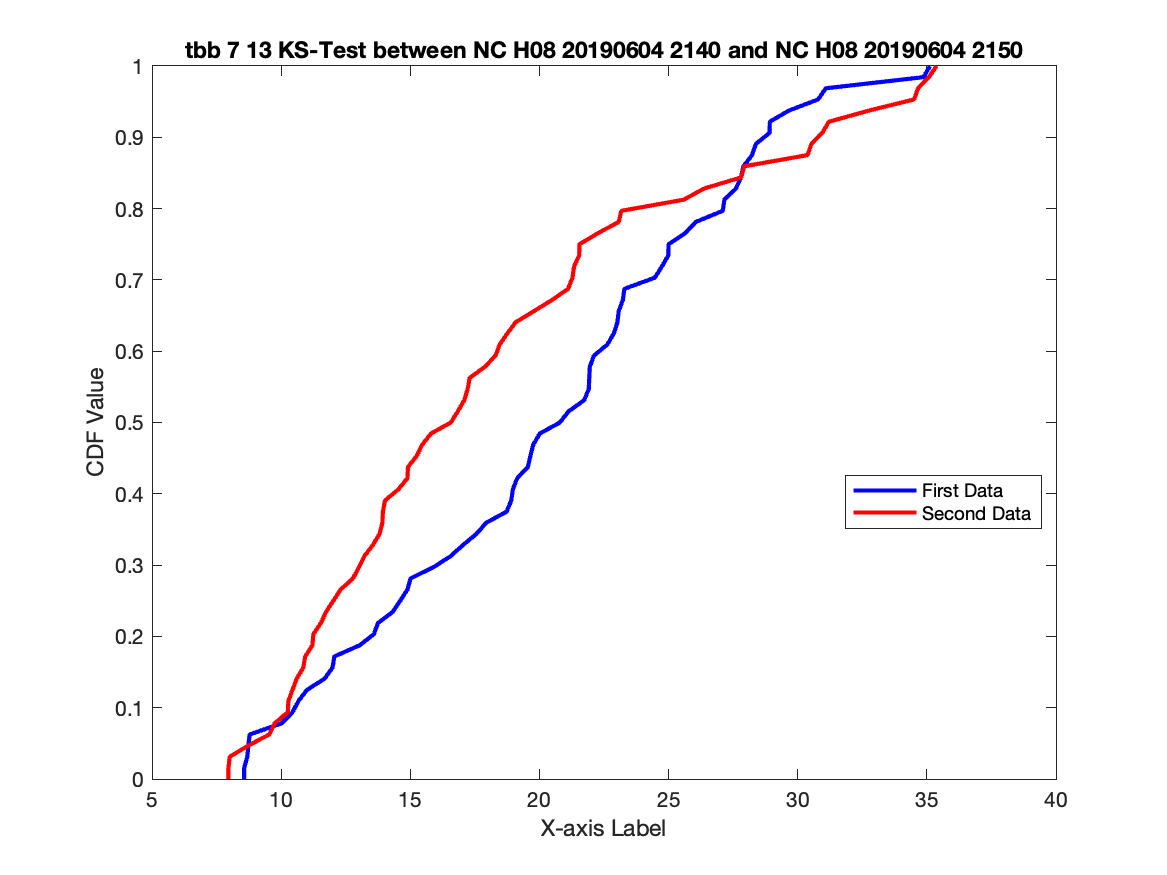 tbb 7 13 KS-Test between NC H08 20190604 2140 and NC H08 20190604 2150
1
0.9
0.8
0.7
0.6
0.5
0.4
0.3
0.2
0.1
0
CDF Value
First Data
Second Data
5 10 15 20 25 30 35 40
X-axis Label